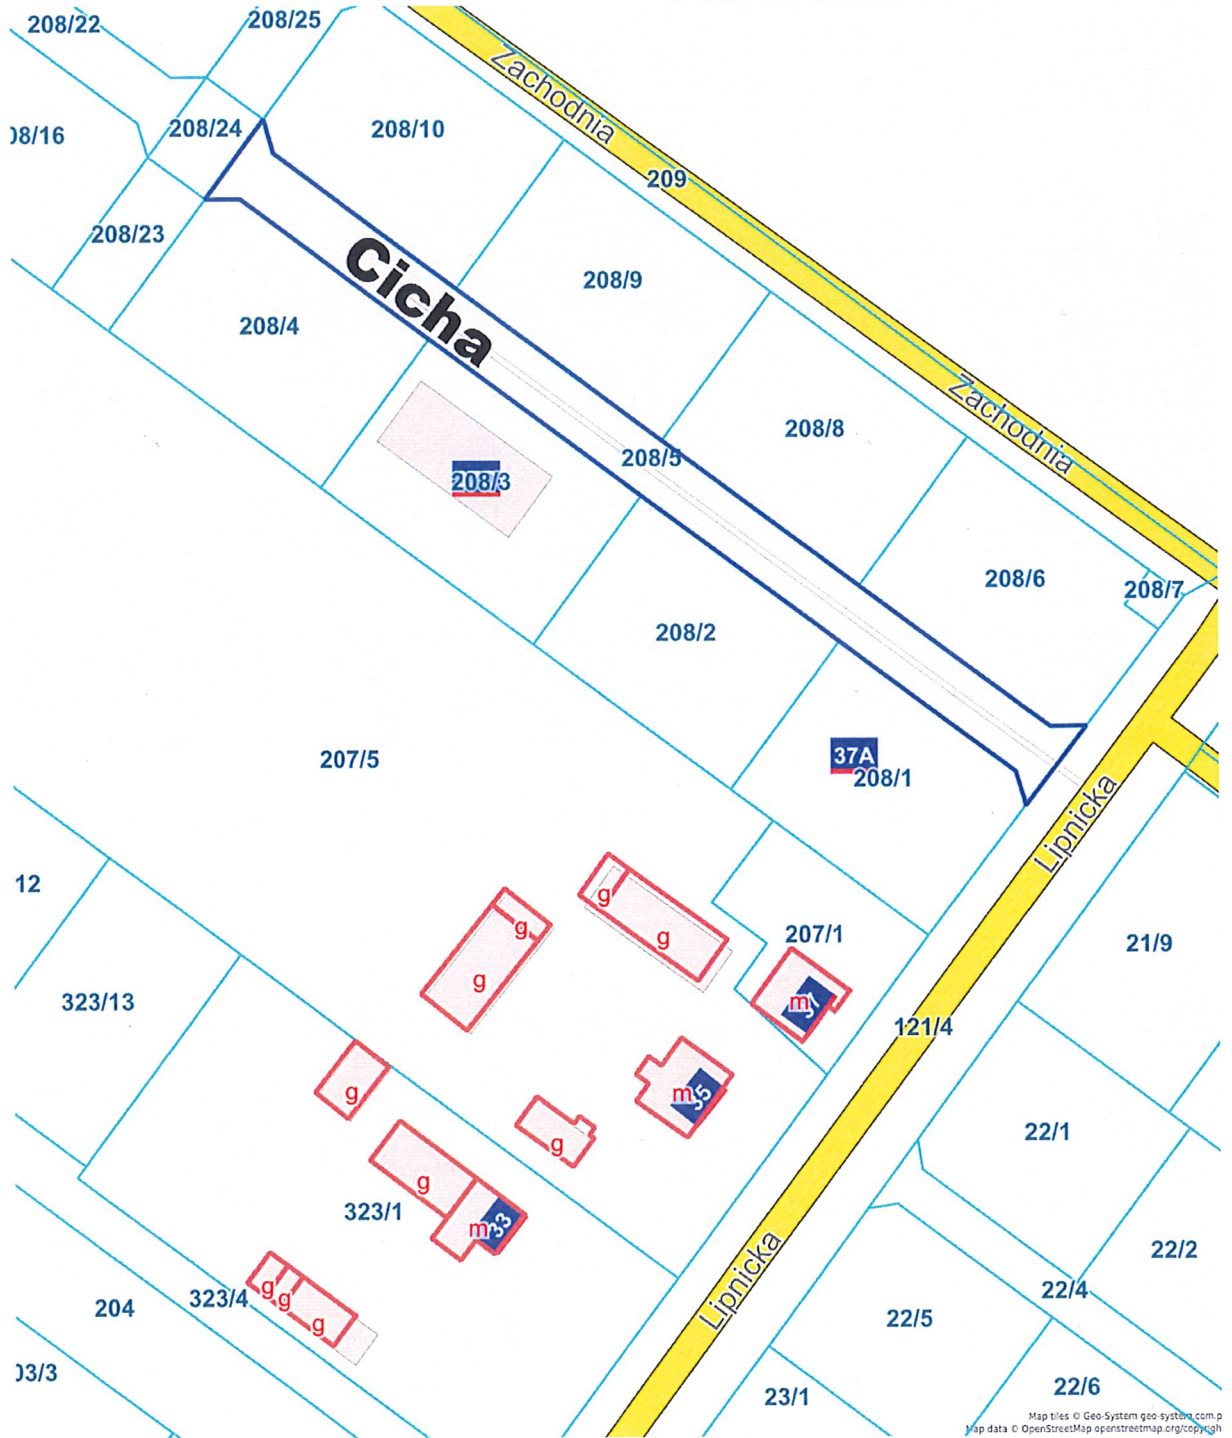 208/22
208/25
Zachodnia
208/24
208/10
08/16
209
208/23
Cicha
208/9
208/4
Zachodnia
208/8
208/5
208/3
208/6
208/7
208/2
37A
208/1
207/5
Lipnicka
12
g
g
g
g
207/1
21/9
323/13
m
37
121/4
g
m
35
g
22/1
g
323/1
m
33
Lipnicka
22/2
22/4
204
323/4
g
g
g
22/5
03/3
23/1
22/6
Map tiles © Geo-System geo-system.com.p
Map data © OpenStreetMap openstreetmap.org/copyrigh